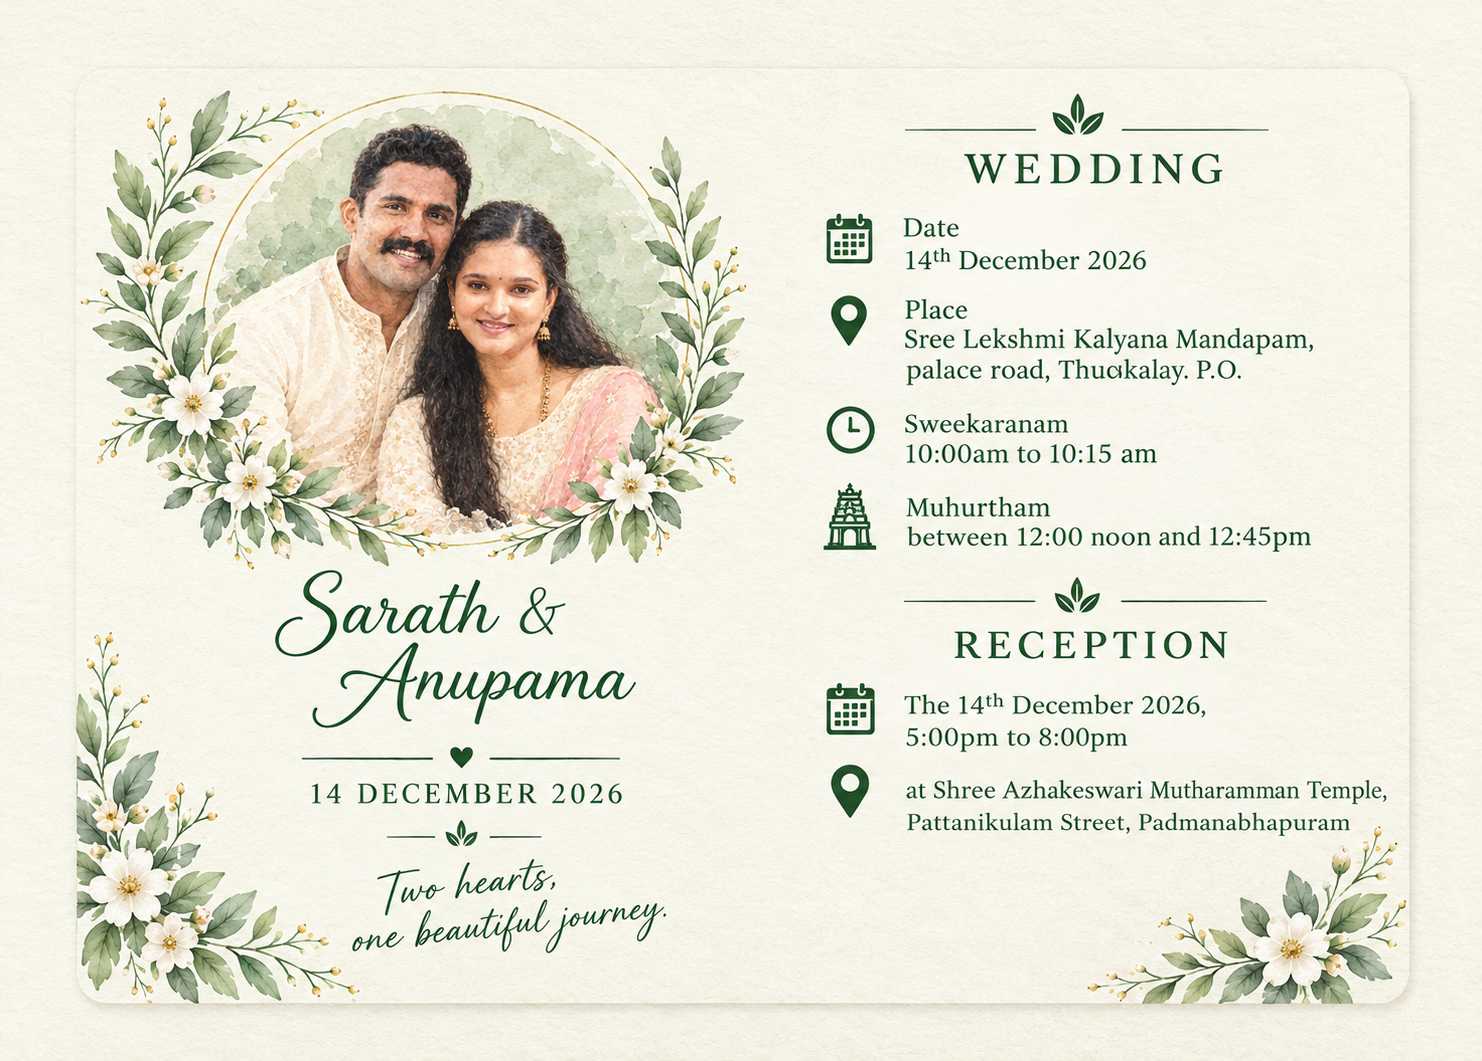 Sarath &
Anupama
14 DECEMBER 2026
Two hearts,
one beautiful journey.
WEDDING
Date
14th December 2026
Place
Sree Lekshmi Kalyana Mandapam,
palace road, P.O.
Sweekaranam
10:00am to 10:15 am
Muhurtham
between 12:00 noon and 12:45pm
RECEPTION
The 14th December 2026,
5:00pm to 8:00pm
at Shree Azhakeswari Mutharamman Temple,
Pattanikulam Street, Padmanabhapuram